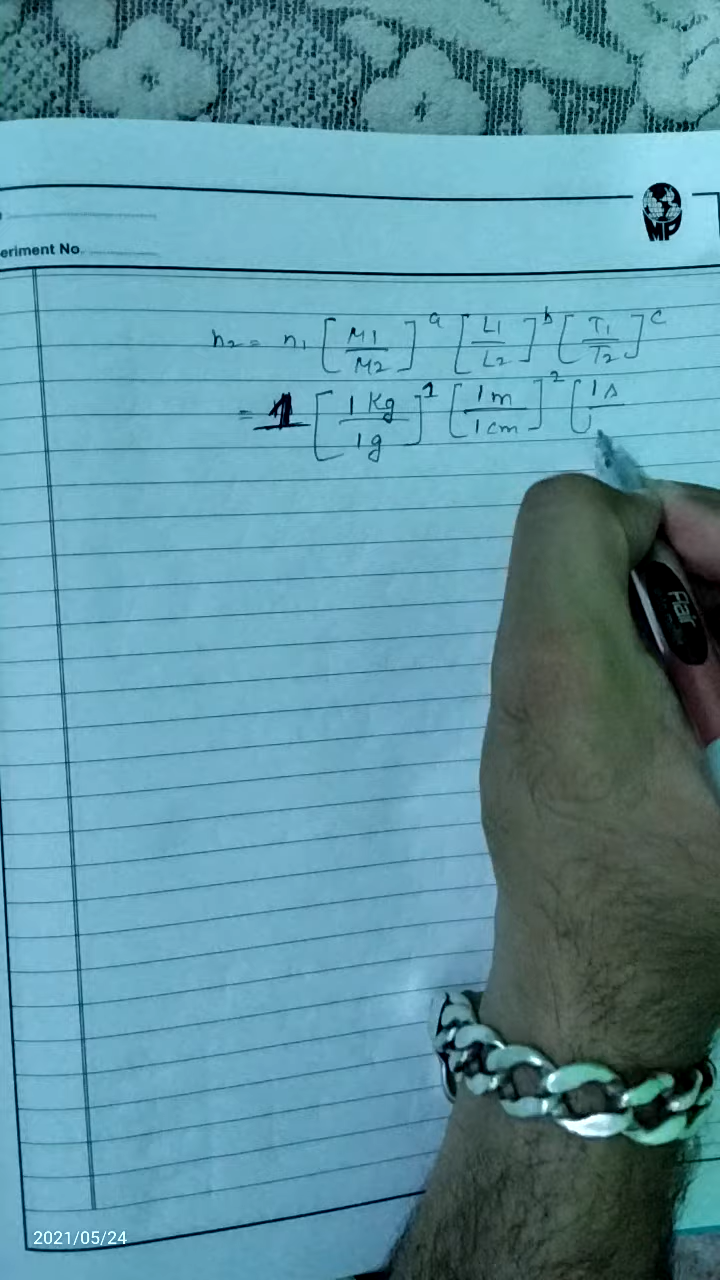 MP
eriment No.
n₂ = n₁ [M1/M2]ᵃ [L1/L2]ᵇ [T1/T2]ᶜ
= 1 [1 Kg/1g]¹ [1 m/1 cm]² [1 s/
Flair
2021/05/24